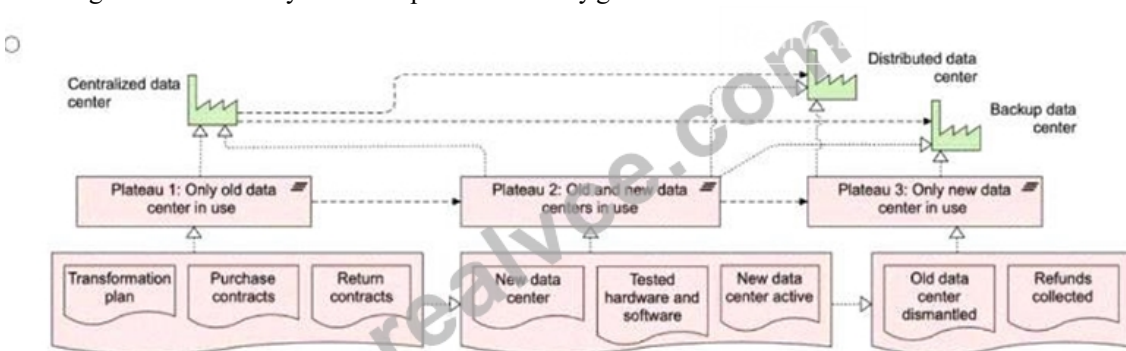 Distributed data
center
Centralized data
center
Backup data
center
Plateau 1: Only old data
center in use
Plateau 2: Old and new data
centers in use
Plateau 3: Only new data
center in use
Transformation
plan
Purchase
contracts
Return
contracts
New data
center
Tested
hardware and
software
New data
center active
Old data
center
dismantled
Refunds
collected
realvce.com